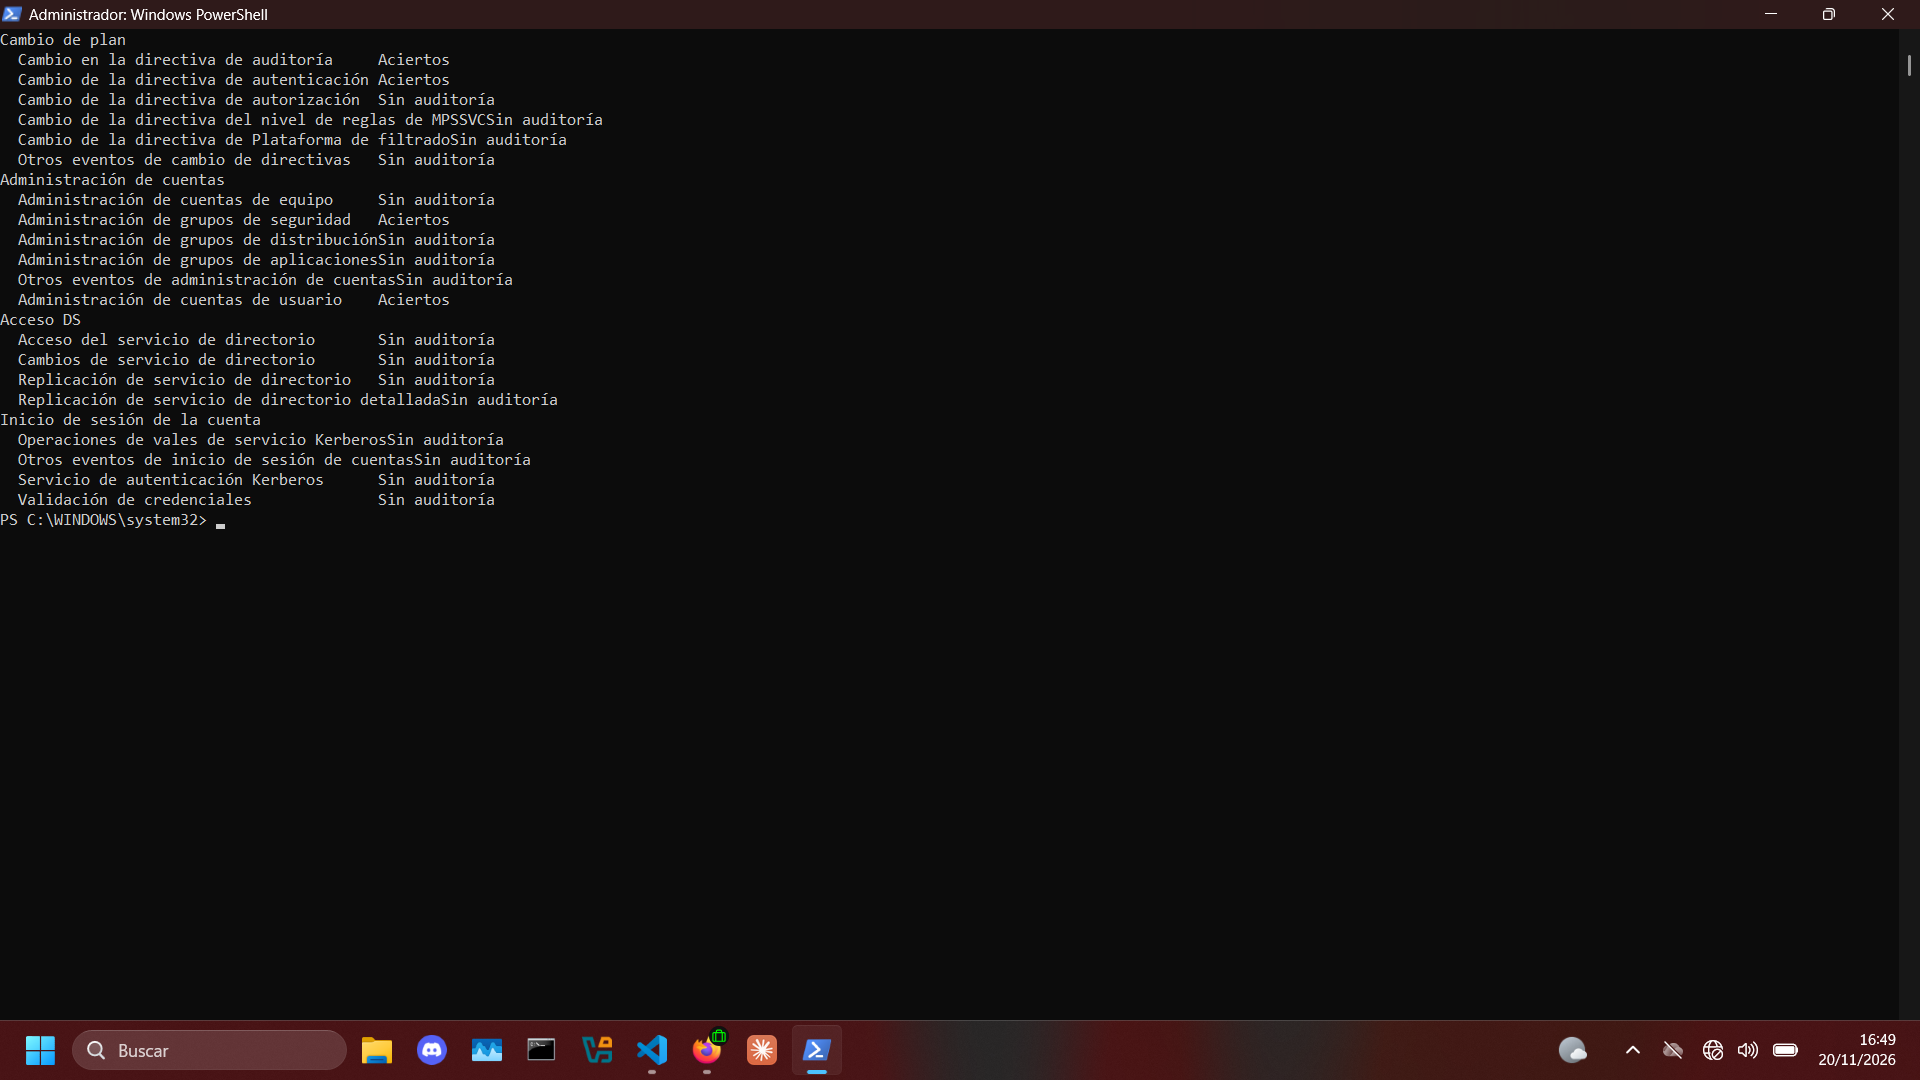 Administrador: Windows PowerShell
Cambio de plan
  Cambio en la directiva de auditoría     Aciertos
  Cambio de la directiva de autenticación Aciertos
  Cambio de la directiva de autorización  Sin auditoría
  Cambio de la directiva del nivel de reglas de MPSSVCSin auditoría
  Cambio de la directiva de Plataforma de filtradoSin auditoría
  Otros eventos de cambio de directivas   Sin auditoría
Administración de cuentas
  Administración de cuentas de equipo     Sin auditoría
  Administración de grupos de seguridad   Aciertos
  Administración de grupos de distribuciónSin auditoría
  Administración de grupos de aplicacionesSin auditoría
  Otros eventos de administración de cuentasSin auditoría
  Administración de cuentas de usuario    Aciertos
Acceso DS
  Acceso del servicio de directorio       Sin auditoría
  Cambios de servicio de directorio       Sin auditoría
  Replicación de servicio de directorio   Sin auditoría
  Replicación de servicio de directorio detalladaSin auditoría
Inicio de sesión de la cuenta
  Operaciones de vales de servicio KerberosSin auditoría
  Otros eventos de inicio de sesión de cuentasSin auditoría
  Servicio de autenticación Kerberos      Sin auditoría
  Validación de credenciales              Sin auditoría
PS C:\WINDOWS\system32>
Buscar
16:49
20/11/2026